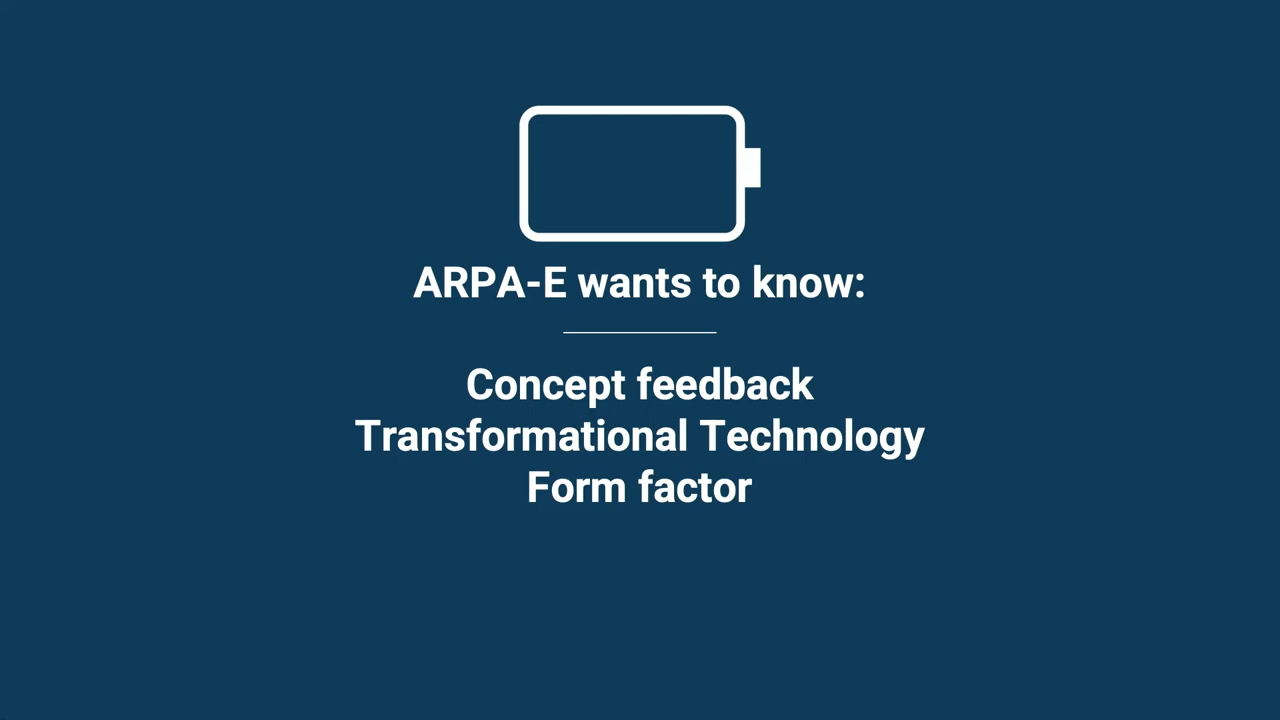 ARPA-E wants to know:
Concept feedback
Transformational Technology
Form factor